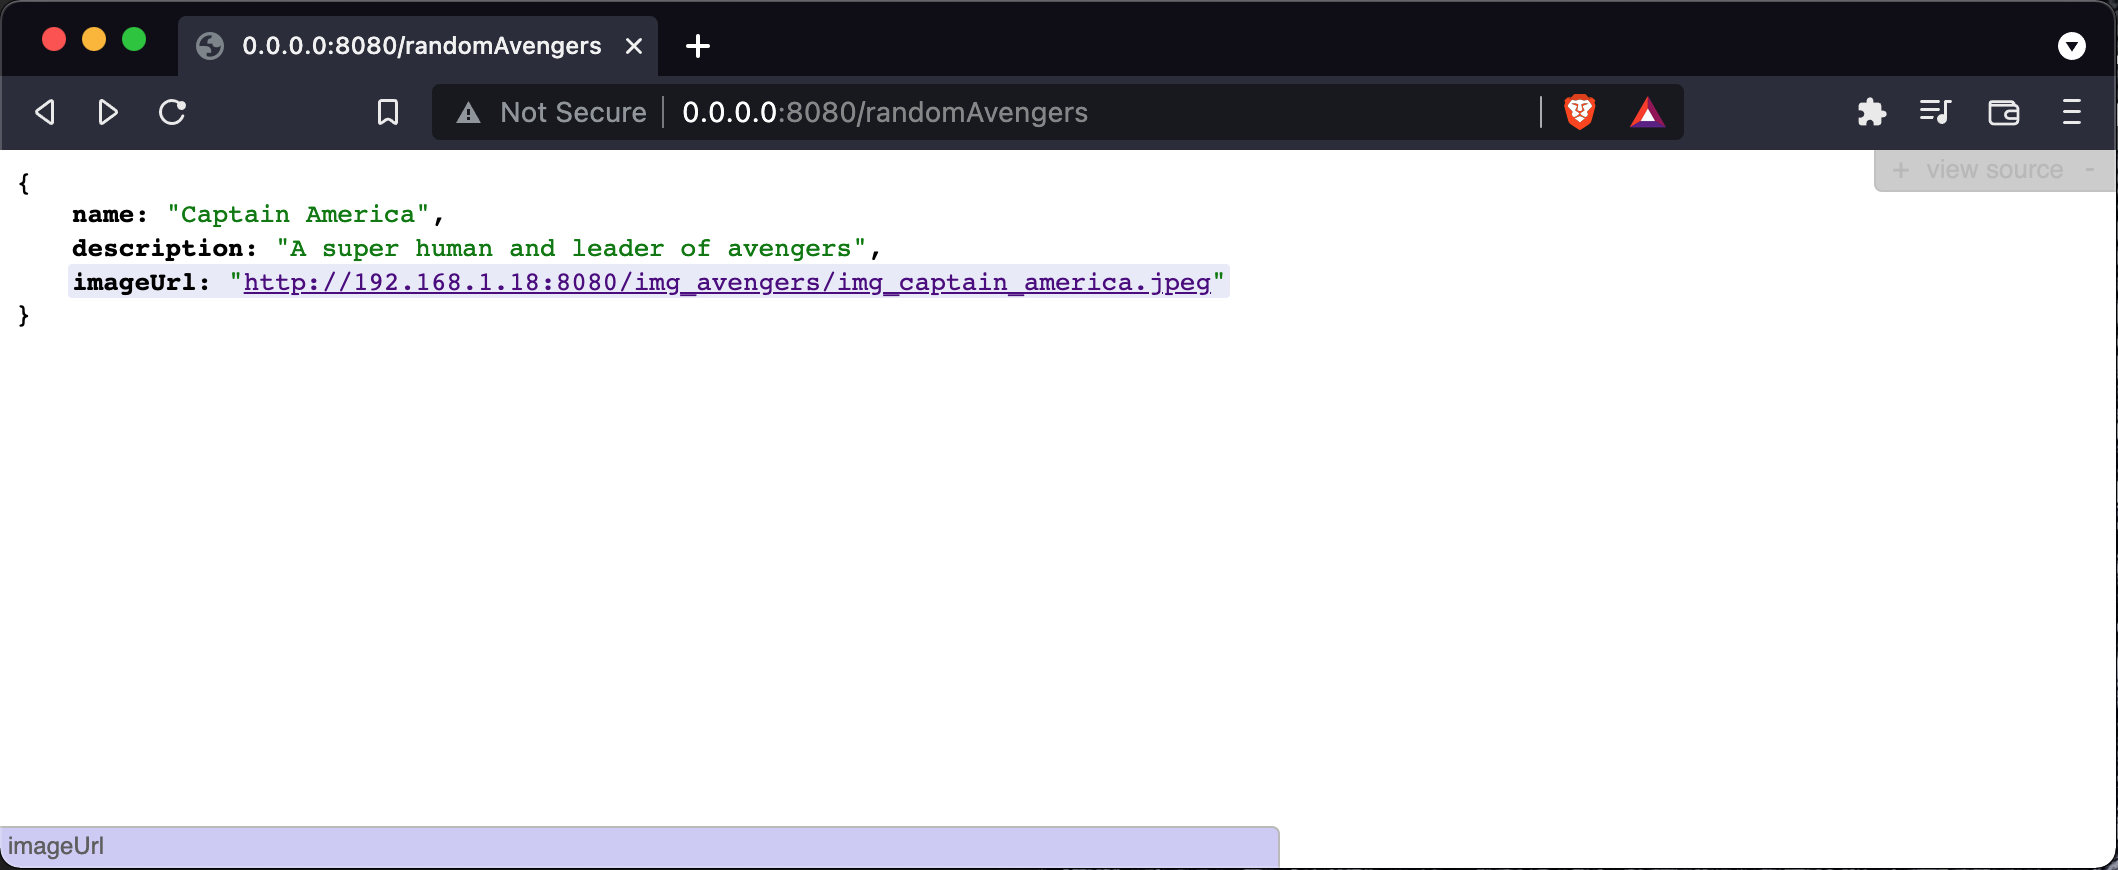 0.0.0.0:8080/randomAvengers
Not Secure 0.0.0.0:8080/randomAvengers
+ view source -
{
name: "Captain America",
description: "A super human and leader of avengers",
imageUrl: "http://192.168.1.18:8080/img_avengers/img_captain_america.jpeg"
}
imageUrl